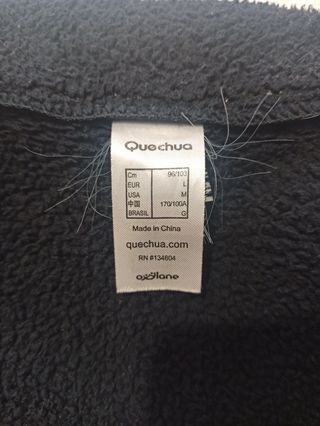 Quechua
Cm 96/103
EUR L
USA M
中国 170/100A
BRASIL G
Made in China
quechua.com
RN #134604
oxylane